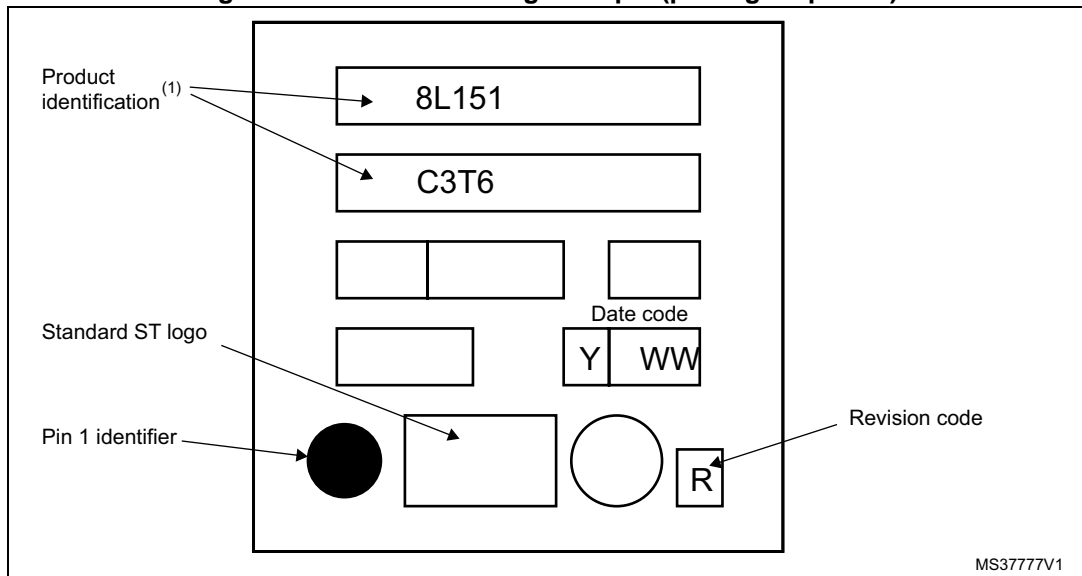 Product
identification(1)
8L151
C3T6
Date code
Standard ST logo
Y WW
Pin 1 identifier
Revision code
R
MS37777V1